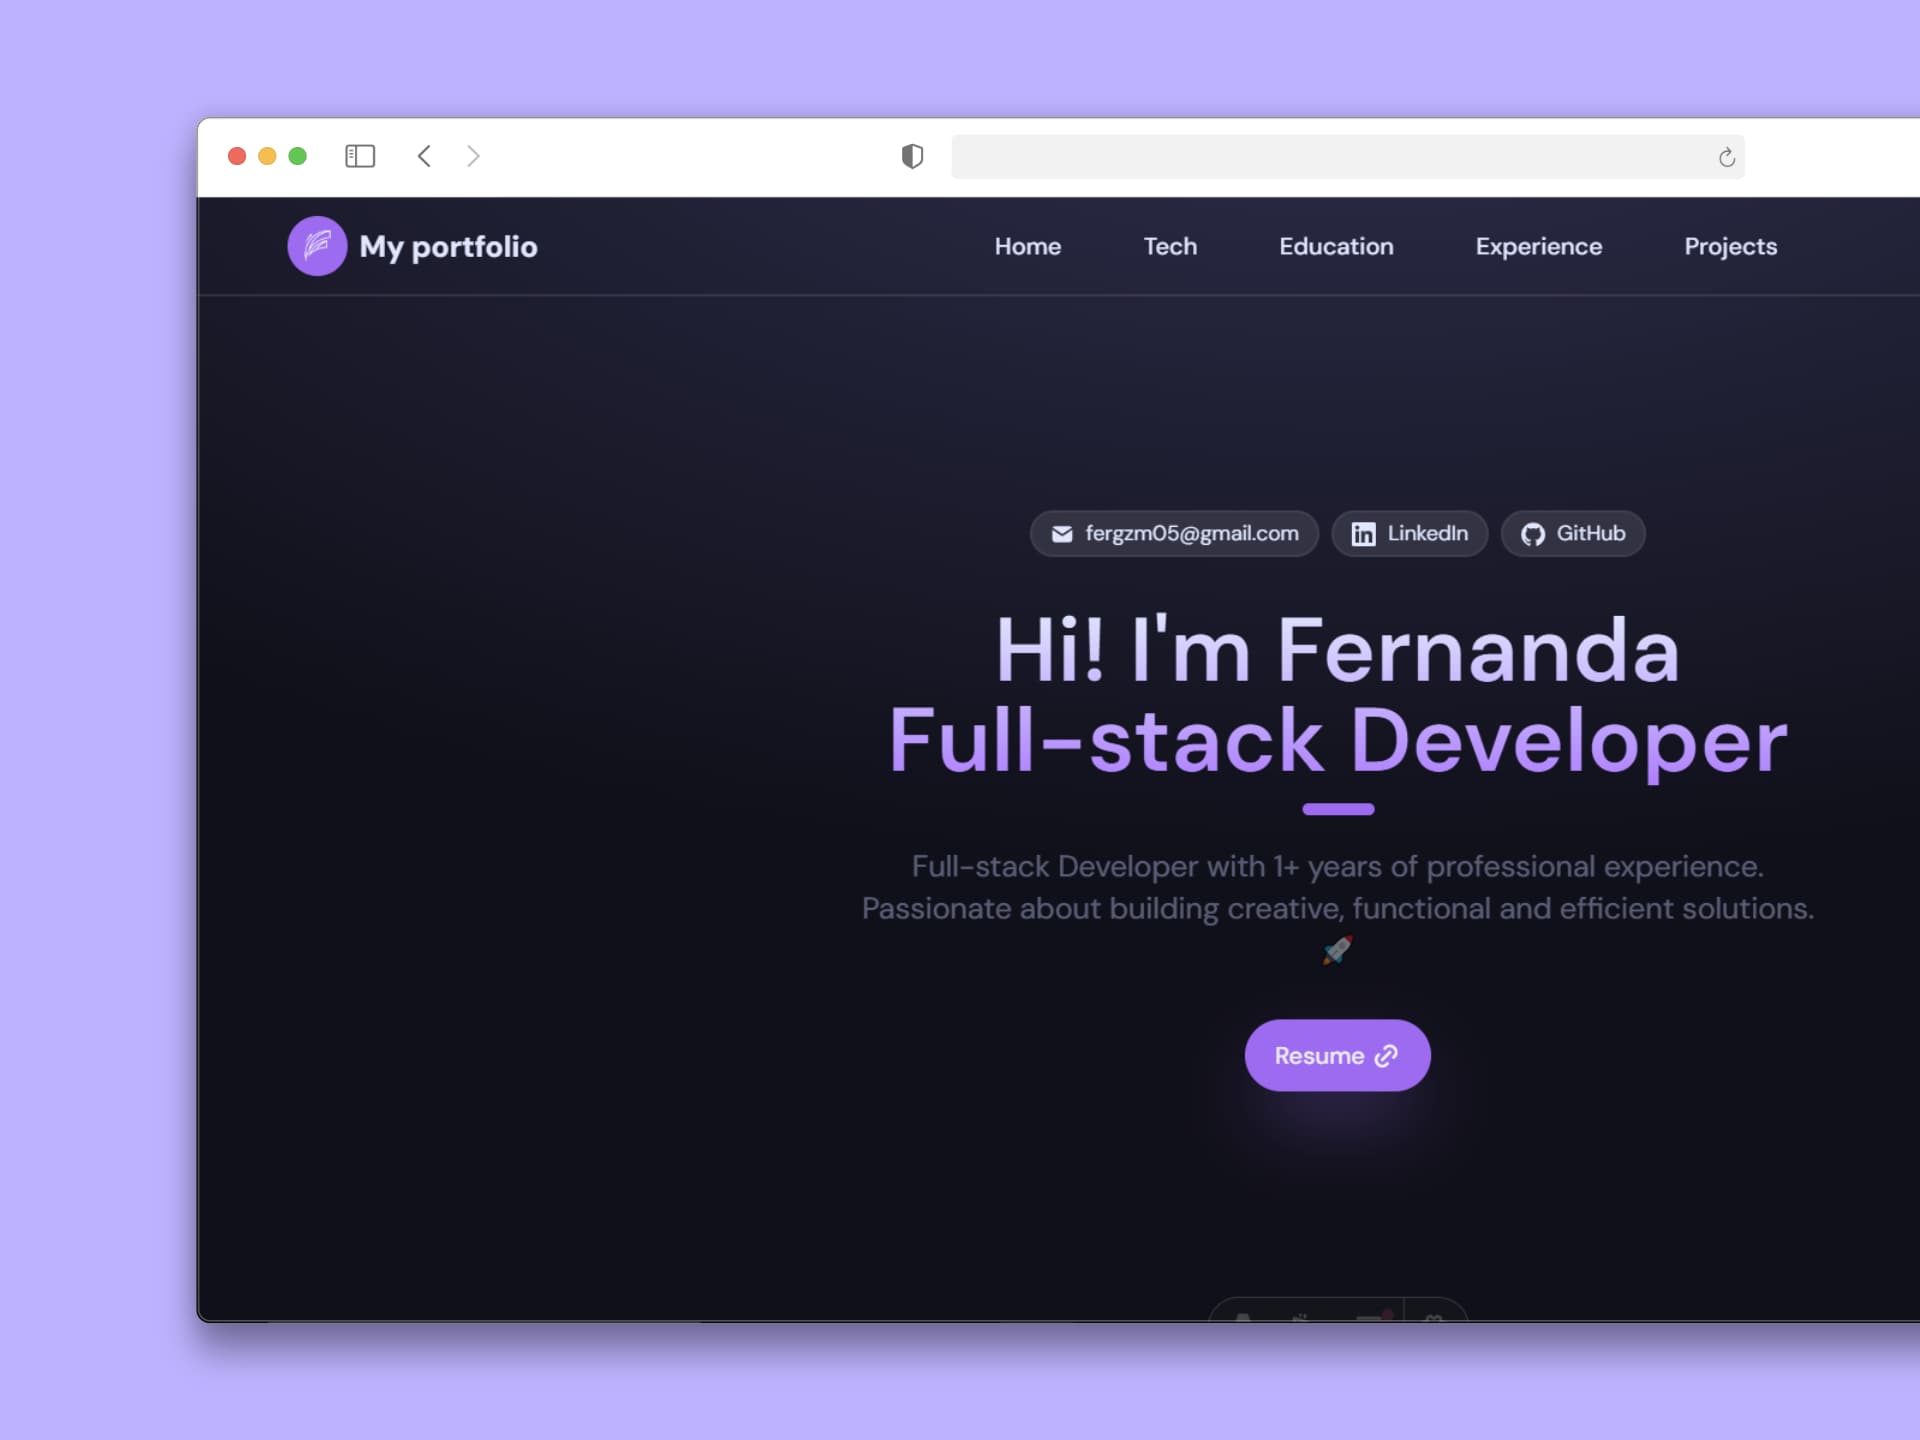 My portfolio
Home Tech Education Experience Projects
fergzm05@gmail.com LinkedIn GitHub
Hi! I'm Fernanda
Full-stack Developer
Full-stack Developer with 1+ years of professional experience.
Passionate about building creative, functional and efficient solutions.
🚀
Resume